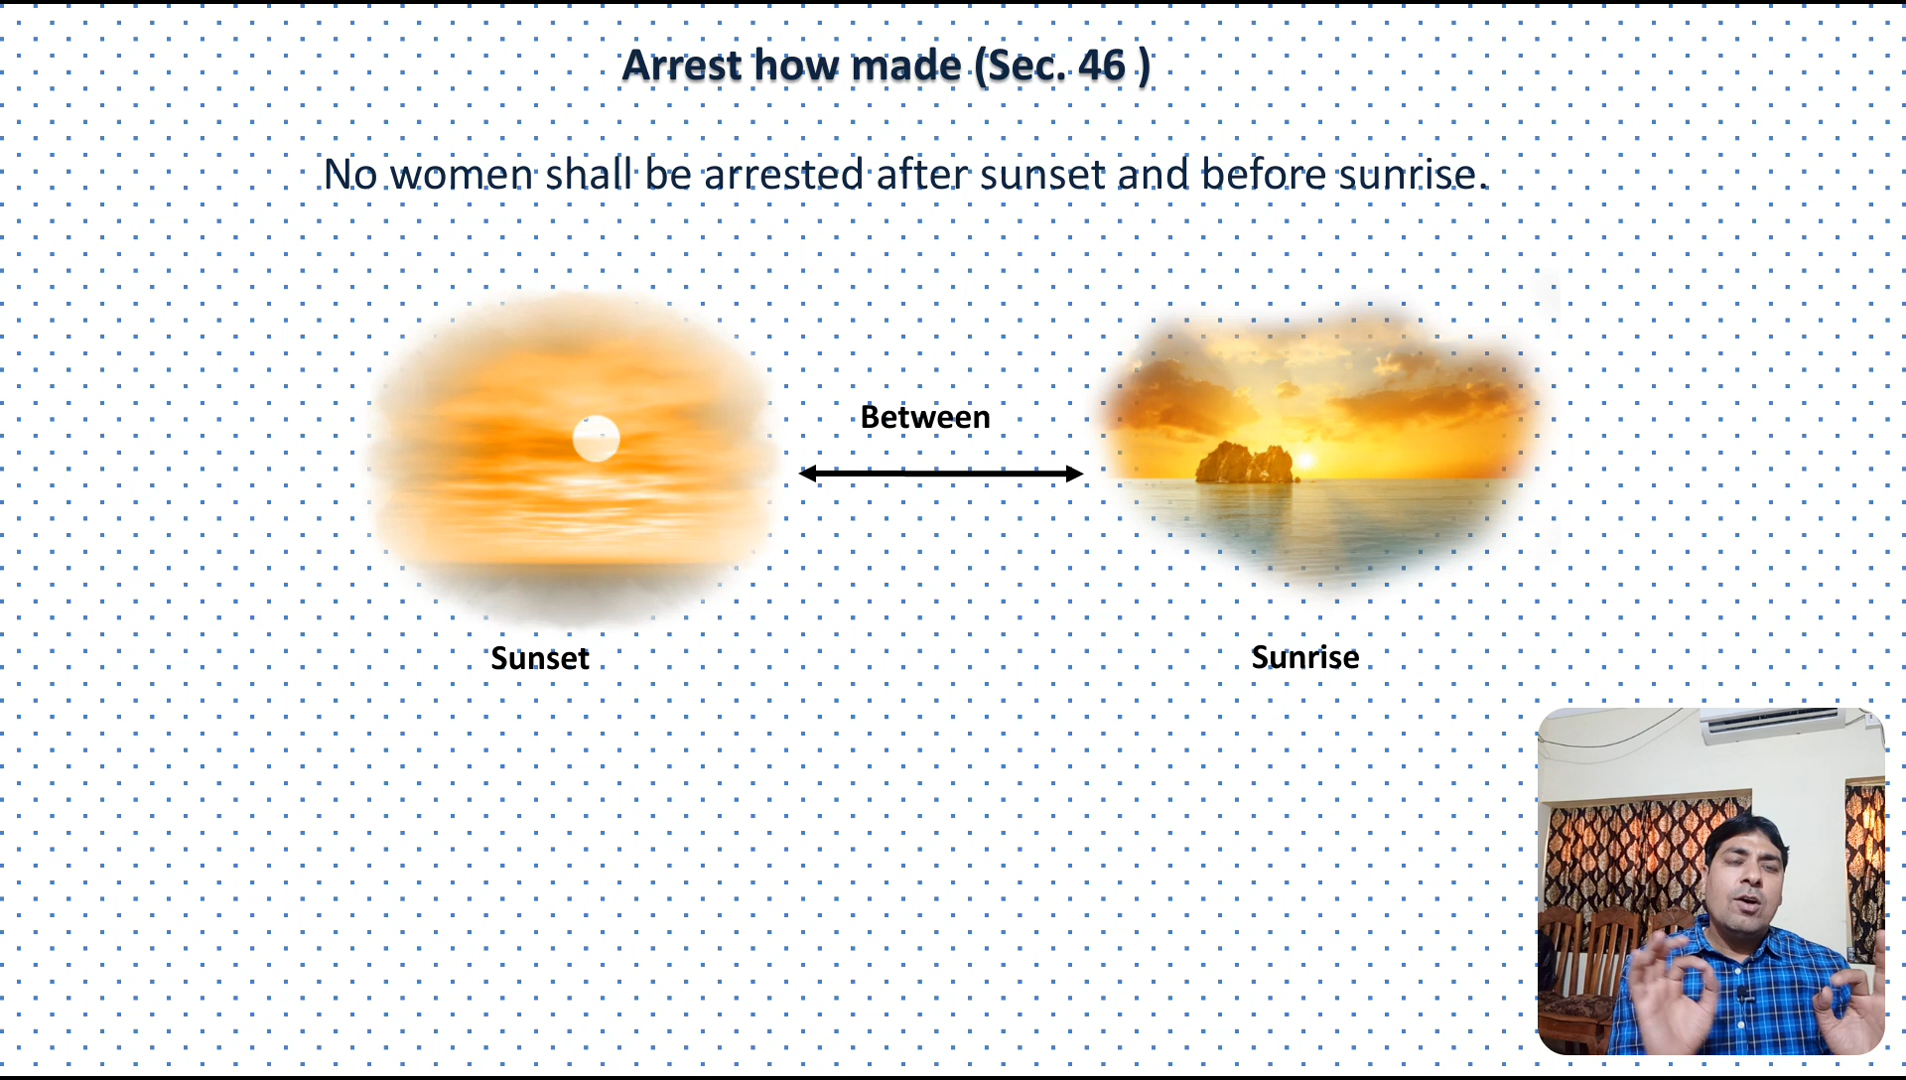 Arrest how made (Sec. 46 )
No women shall be arrested after sunset and before sunrise.
Between
Sunset
Sunrise